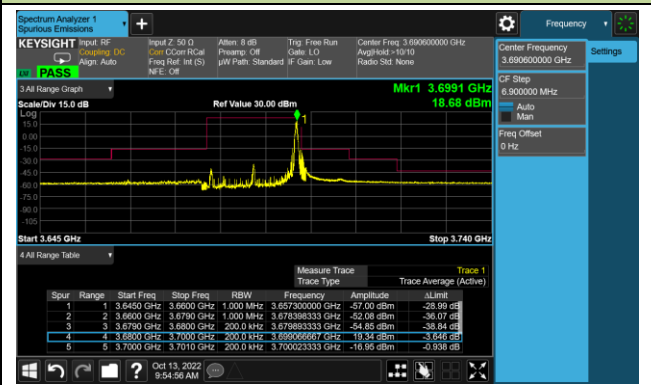 Spectrum Analyzer 1
Spurious Emissions
Frequency
KEYSIGHT
Input: RF
Coupling: DC
Align: Auto
Input Z: 50 Ω
Corr CCorr RCal
Freq Ref: Int (S)
NFE: Off
Atten: 8 dB
Preamp: Off
µW Path: Standard
Trig: Free Run
Gate: LO
IF Gain: Low
Center Freq: 3.690600000 GHz
Avg|Hold:>10/10
Radio Std: None
PASS
Center Frequency
3.690600000 GHz
Settings
CF Step
6.900000 MHz
Auto
Man
Freq Offset
0 Hz
3 All Range Graph
Mkr1 3.6991 GHz
Scale/Div 15.0 dB
Ref Value 30.00 dBm
18.68 dBm
Log
15.0
0.00
-15.0
-30.0
-45.0
-60.0
-75.0
-90.0
-105
1
Start 3.645 GHz
Stop 3.740 GHz
4 All Range Table
Measure Trace Trace 1
Trace Type Trace Average (Active)
Spur Range Start Freq Stop Freq RBW Frequency Amplitude ΔLimit
1 1 3.6450 GHz 3.6600 GHz 1.000 MHz 3.657300000 GHz -57.00 dBm -28.99 dB
2 2 3.6600 GHz 3.6790 GHz 1.000 MHz 3.678398333 GHz -52.08 dBm -36.07 dB
3 3 3.6790 GHz 3.6800 GHz 200.0 kHz 3.679893333 GHz -54.85 dBm -38.84 dB
4 4 3.6800 GHz 3.7000 GHz 200.0 kHz 3.699066667 GHz 19.34 dBm -3.646 dB
5 5 3.7000 GHz 3.7010 GHz 200.0 kHz 3.700023333 GHz -16.95 dBm -0.938 dB
?
Oct 13, 2022
9:54:56 AM